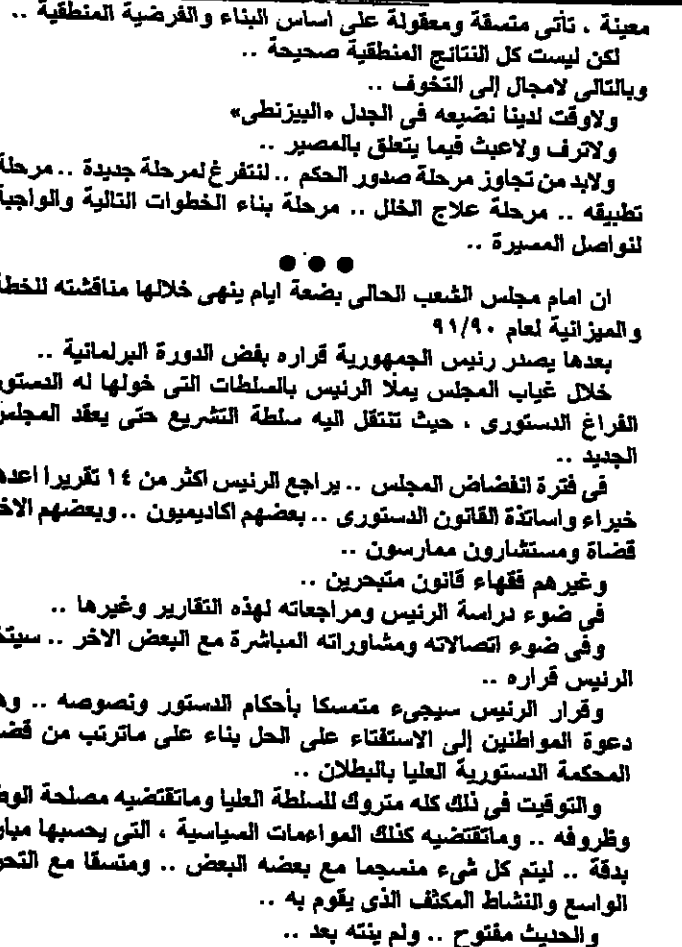 معينة ، تأتى متسقة ومعقولة على اساس البناء والفرضية المنطقية ..
لكن ليست كل النتائج المنطقية صحيحة ..
وبالتالى لامجال إلى التخوف ..
ولاوقت لدينا نضيعه فى الجدل «البيزنطى»
ولاترف ولاعبث فيما يتعلق بالمصير ..
ولابد من تجاوز مرحلة صدور الحكم .. لنتفرغ لمرحلة جديدة .. مرحلة
تطبيقه .. مرحلة علاج الخلل .. مرحلة بناء الخطوات التالية والواجبة
لنواصل المسيرة ..
● ● ●
ان امام مجلس الشعب الحالى بضعة ايام ينهى خلالها مناقشته للخطة
والميزانية لعام ٩١/٩٠
بعدها يصدر رئيس الجمهورية قراره بفض الدورة البرلمانية ..
خلال غياب المجلس يملأ الرئيس بالسلطات التى خولها له الدستور
الفراغ الدستورى ، حيث تنتقل اليه سلطة التشريع حتى يعقد المجلس
الجديد ..
فى فترة انفضاض المجلس .. يراجع الرئيس اكثر من ١٤ تقريرا اعدها
خبراء واساتذة القانون الدستورى .. بعضهم اكاديميون .. وبعضهم الاخ
قضاة ومستشارون ممارسون ..
وغيرهم فقهاء قانون متبحرين ..
فى ضوء دراسة الرئيس ومراجعاته لهذه التقارير وغيرها ..
وفى ضوء اتصالاته ومشاوراته المباشرة مع البعض الاخر .. سيتخ
الرئيس قراره ..
وقرار الرئيس سيجىء متمسكا بأحكام الدستور ونصوصه .. وه
دعوة المواطنين إلى الاستفتاء على الحل بناء على ماترتب من قض
المحكمة الدستورية العليا بالبطلان ..
والتوقيت فى ذلك كله متروك للسلطة العليا وماتقتضيه مصلحة الوط
وظروفه .. وماتقتضيه كذلك المواءمات السياسية ، التى يحسبها مبار
بدقة .. ليتم كل شىء منسجما مع بعضه البعض .. ومتسقا مع التحر
الواسع والنشاط المكثف الذى يقوم به ..
والحديث مفتوح .. ولم ينته بعد ..